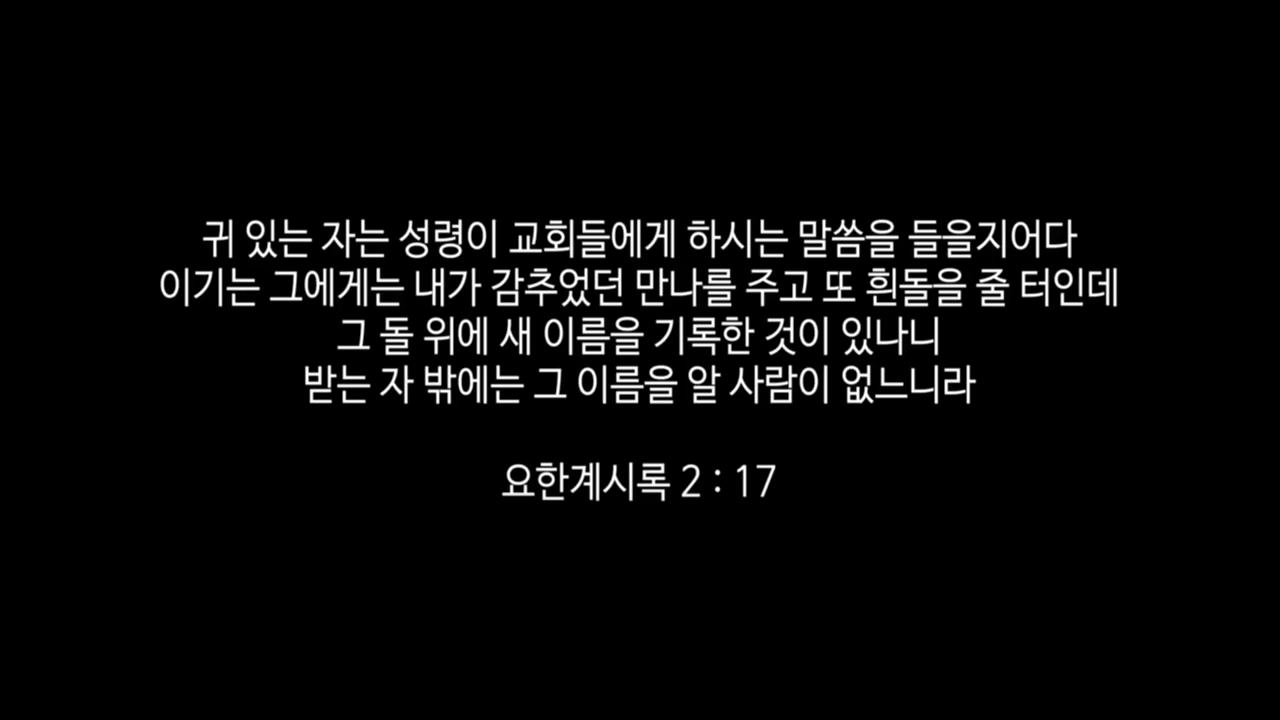 귀 있는 자는 성령이 교회들에게 하시는 말씀을 들을지어다
이기는 그에게는 내가 감추었던 만나를 주고 또 흰돌을 줄 터인데
그 돌 위에 새 이름을 기록한 것이 있나니
받는 자 밖에는 그 이름을 알 사람이 없느니라
요한계시록 2 : 17